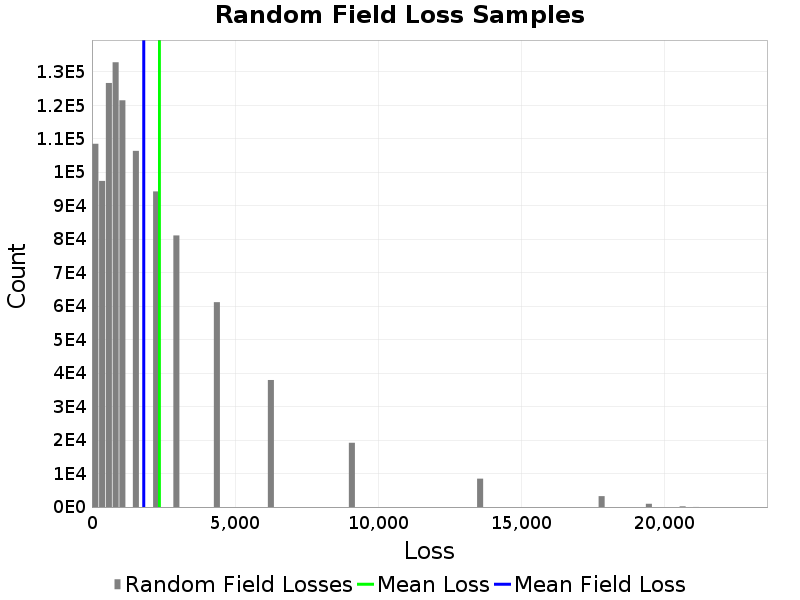 Random Field Loss Samples
Count
1.3E5
1.2E5
1.1E5
1E5
9E4
8E4
7E4
6E4
5E4
4E4
3E4
2E4
1E4
0E0
0 5,000 10,000 15,000 20,000
Loss
Random Field Losses Mean Loss Mean Field Loss